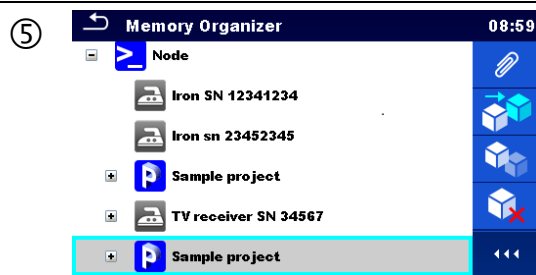 ⑤
Memory Organizer 08:59
Node
Iron SN 12341234
Iron sn 23452345
Sample project
TV receiver SN 34567
Sample project